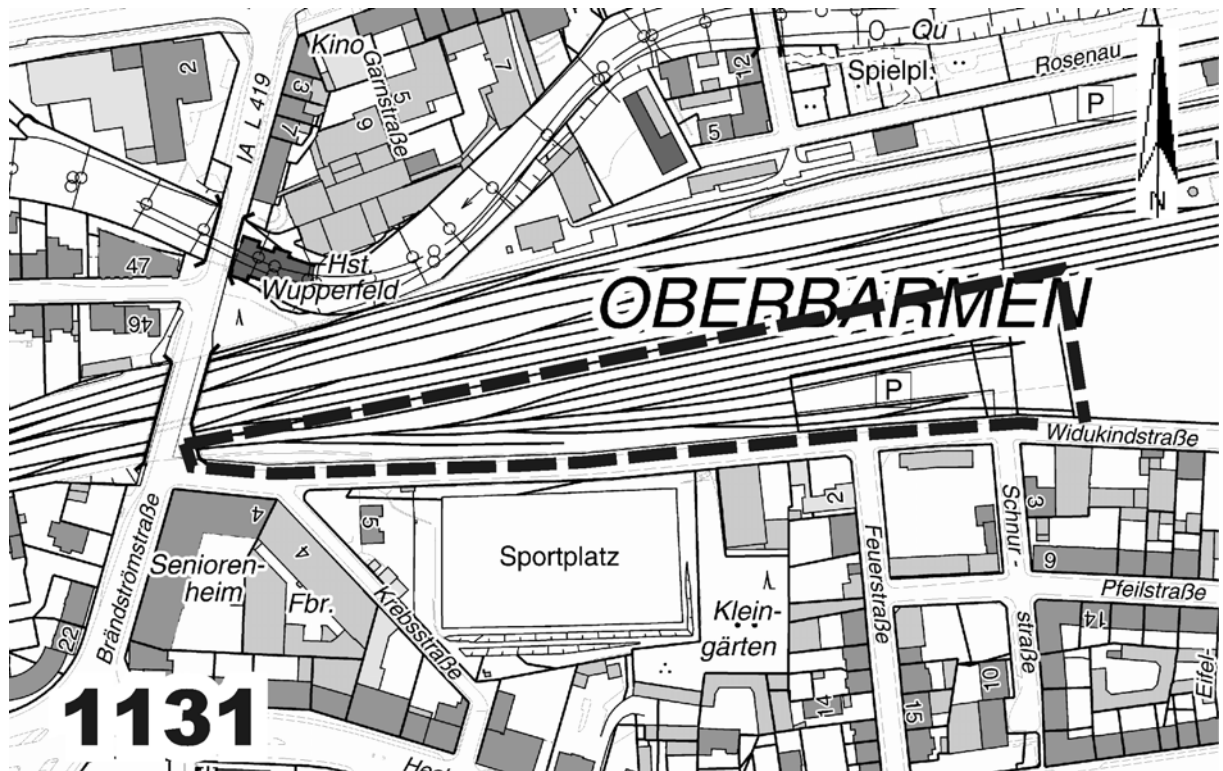 Kino
Garnstraße
2
3
7
5
9
7
12
5
Qu
Spielpl.
Rosenau
P
N
IA L 419
47
46
Hst.
Wupperfeld
OBERBARMEN
P
Widukindstraße
Brändströmstraße
4
4
5
Senioren-
heim
Fbr.
Krebsstraße
Sportplatz
Klein-
gärten
2
Feuerstraße
Schnur-
straße
3
9
Pfeilstraße
14
Eifel-
22
14
15
10
1131